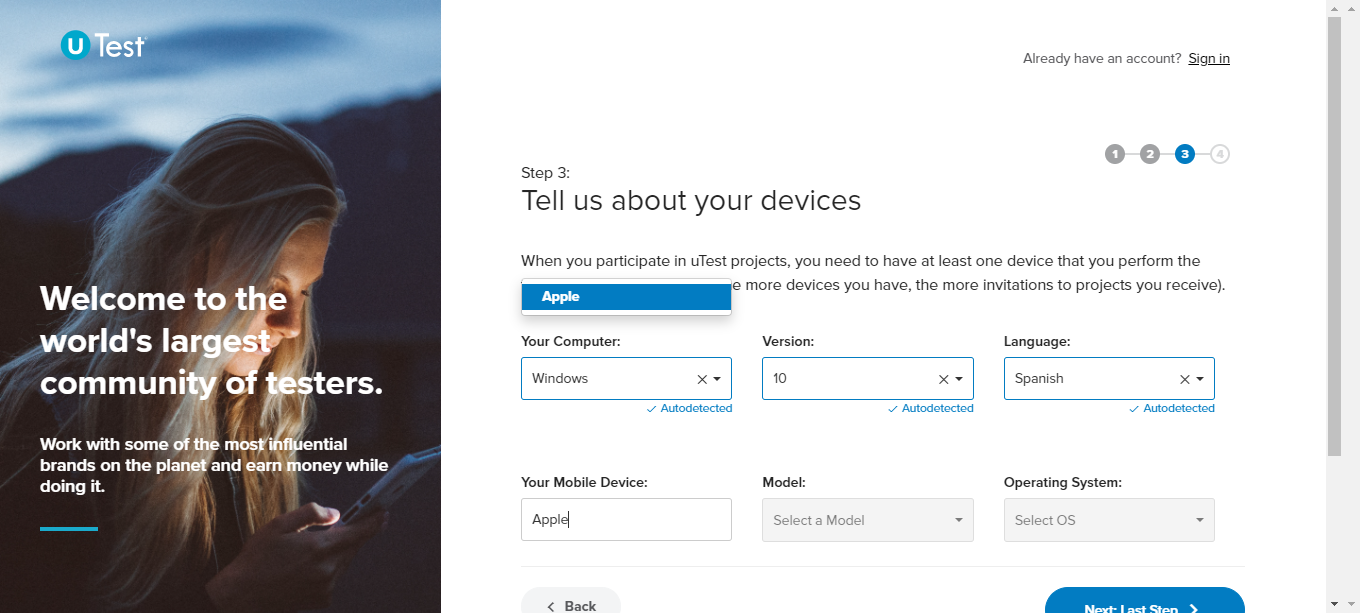 U Test
Already have an account? Sign in
1 2 3 4
Step 3:
Tell us about your devices
When you participate in uTest projects, you need to have at least one device that you perform the
Apple
e more devices you have, the more invitations to projects you receive).
Your Computer: Version: Language:
Windows 10 Spanish
Autodetected Autodetected Autodetected
Your Mobile Device: Model: Operating System:
Apple Select a Model Select OS
Back Next: Last Step
Welcome to the
world's largest
community of testers.
Work with some of the most influential
brands on the planet and earn money while
doing it.